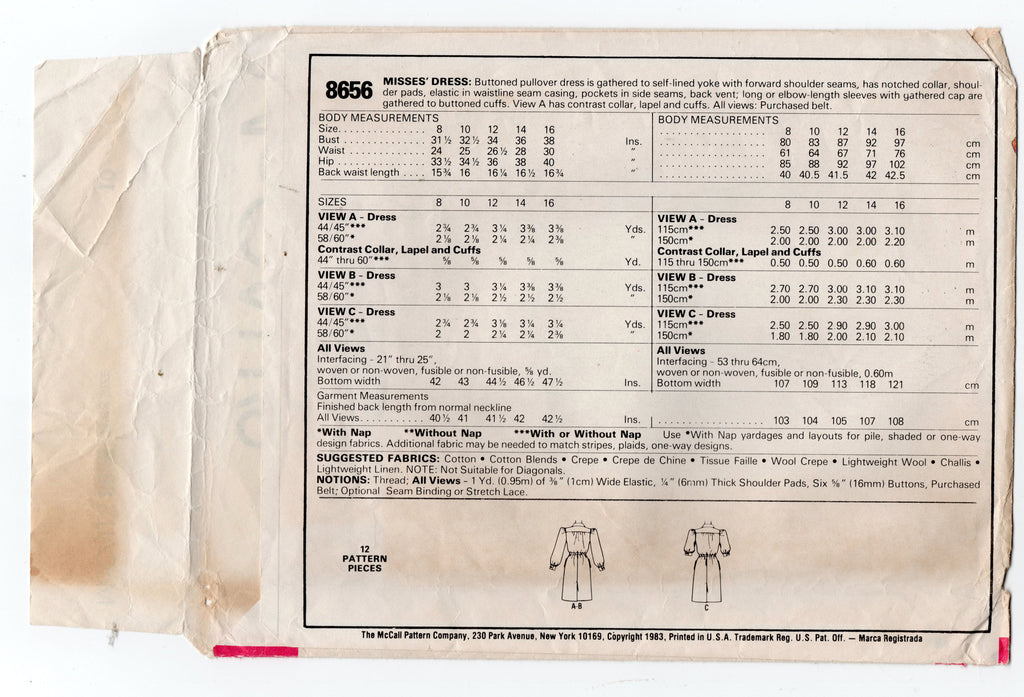 8656 MISSES' DRESS: Buttoned pullover dress is gathered to self-lined yoke with forward shoulder seams, has notched collar, shoul-
der pads, elastic in waistline seam casing, pockets in side seams, back vent; long or elbow-length sleeves with gathered cap are
gathered to buttoned cuffs. View A has contrast collar, lapel and cuffs. All views: Purchased belt.
BODY MEASUREMENTS
Size............... 8 10 12 14 16
Bust ............... 31½ 32½ 34 36 38 Ins.
Waist ............. 24 25 26½ 28 30 "
Hip ................ 33½ 34½ 36 38 40 "
Back waist length .... 15¾ 16 16¼ 16½ 16¾ "
BODY MEASUREMENTS
.................... 8 10 12 14 16
.................... 80 83 87 92 97 cm
.................... 61 64 67 71 76 cm
.................... 85 88 92 97 102 cm
.................... 40 40.5 41.5 42 42.5 cm
SIZES 8 10 12 14 16
VIEW A - Dress
44/45"*** 2¾ 2¾ 3¼ 3⅜ 3⅜ Yds.
58/60"* 2⅛ 2⅛ 2¼ 2¼ 2⅜ "
Contrast Collar, Lapel and Cuffs
44" thru 60"*** ⅝ ⅝ ⅝ ⅝ ⅝ Yd.
VIEW B - Dress
44/45"*** 3 3 3¼ 3⅜ 3⅜ Yds.
58/60"* 2⅛ 2⅛ 2½ 2½ 2½ "
VIEW C - Dress
44/45"*** 2¾ 2¾ 3⅛ 3¼ 3¼ Yds.
58/60"* 2 2 2¼ 2¼ 2⅜ "
All Views
Interfacing - 21" thru 25",
woven or non-woven, fusible or non-fusible, ⅝ yd.
Bottom width 42 43 44½ 46½ 47½ Ins.
8 10 12 14 16
VIEW A - Dress
115cm*** 2.50 2.50 3.00 3.00 3.10 m
150cm* 2.00 2.00 2.00 2.00 2.20 m
Contrast Collar, Lapel and Cuffs
115 thru 150cm*** 0.50 0.50 0.50 0.60 0.60 m
VIEW B - Dress
115cm*** 2.70 2.70 3.00 3.10 3.10 m
150cm* 2.00 2.00 2.30 2.30 2.30 m
VIEW C - Dress
115cm*** 2.50 2.50 2.90 2.90 3.00 m
150cm* 1.80 1.80 2.00 2.10 2.10 m
All Views
Interfacing - 53 thru 64cm,
woven or non-woven, fusible or non-fusible, 0.60m
Bottom width 107 109 113 118 121 cm
Garment Measurements
Finished back length from normal neckline
All Views........... 40½ 41 41½ 42 42½ Ins.
.................... 103 104 105 107 108 cm
*With Nap **Without Nap ***With or Without Nap Use *With Nap yardages and layouts for pile, shaded or one-way
design fabrics. Additional fabric may be needed to match stripes, plaids, one-way designs.
SUGGESTED FABRICS: Cotton • Cotton Blends • Crepe • Crepe de Chine • Tissue Faille • Wool Crepe • Lightweight Wool • Challis •
Lightweight Linen. NOTE: Not Suitable for Diagonals.
NOTIONS: Thread; All Views - 1 Yd. (0.95m) of ⅜" (1cm) Wide Elastic, ¼" (6mm) Thick Shoulder Pads, Six ⅝" (16mm) Buttons, Purchased
Belt; Optional Seam Binding or Stretch Lace.
12
PATTERN
PIECES
A-B
C
The McCall Pattern Company, 230 Park Avenue, New York 10169, Copyright 1983, Printed in U.S.A. Trademark Reg. U.S. Pat. Off. — Marca Registrada